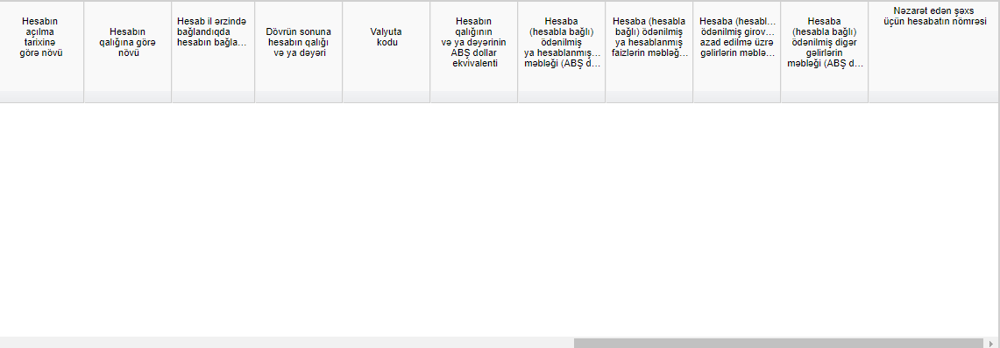 Hesabın
açılma
tarixinə
görə növü
Hesabın
qalığına görə
növü
Hesab il ərzində
bağlandıqda
hesabın bağla...
Dövrün sonuna
hesabın qalığı
və ya dəyəri
Valyuta
kodu
Hesabın
qalığının
və ya dəyərinin
ABŞ dollar
ekvivalenti
Hesaba
(hesabla bağlı)
ödənilmiş
ya hesablanmış...
məbləği (ABŞ d...
Hesaba (hesabla
bağlı) ödənilmiş
ya hesablanmış
faizlərin məbləğ...
Hesaba (hesabl...
ödənilmiş girov...
azad edilmə üzrə
gəlirlərin məblə...
Hesaba
(hesabla bağlı)
ödənilmiş digər
gəlirlərin
məbləği (ABŞ d...
Nəzarət edən şəxs
üçün hesabatın nömrəsi